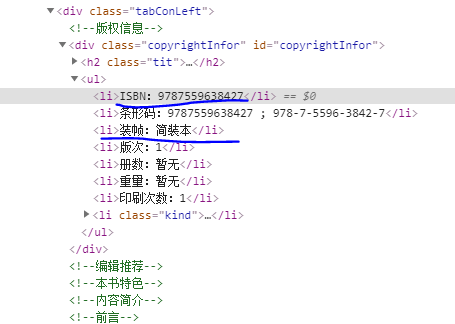 ▼<div class="tabConLeft">
<!--版权信息-->
▼<div class="copyrightInfor" id="copyrightInfor">
▶<h2 class="tit">…</h2>
▼<ul>
<li>ISBN：9787559638427</li> == $0
<li>条形码：9787559638427 ; 978-7-5596-3842-7</li>
<li>装帧：简装本</li>
<li>版次：1</li>
<li>册数：暂无</li>
<li>重量：暂无</li>
<li>印刷次数：1</li>
▶<li class="kind">…</li>
</ul>
</div>
<!--编辑推荐-->
<!--本书特色-->
<!--内容简介-->
<!--前言-->